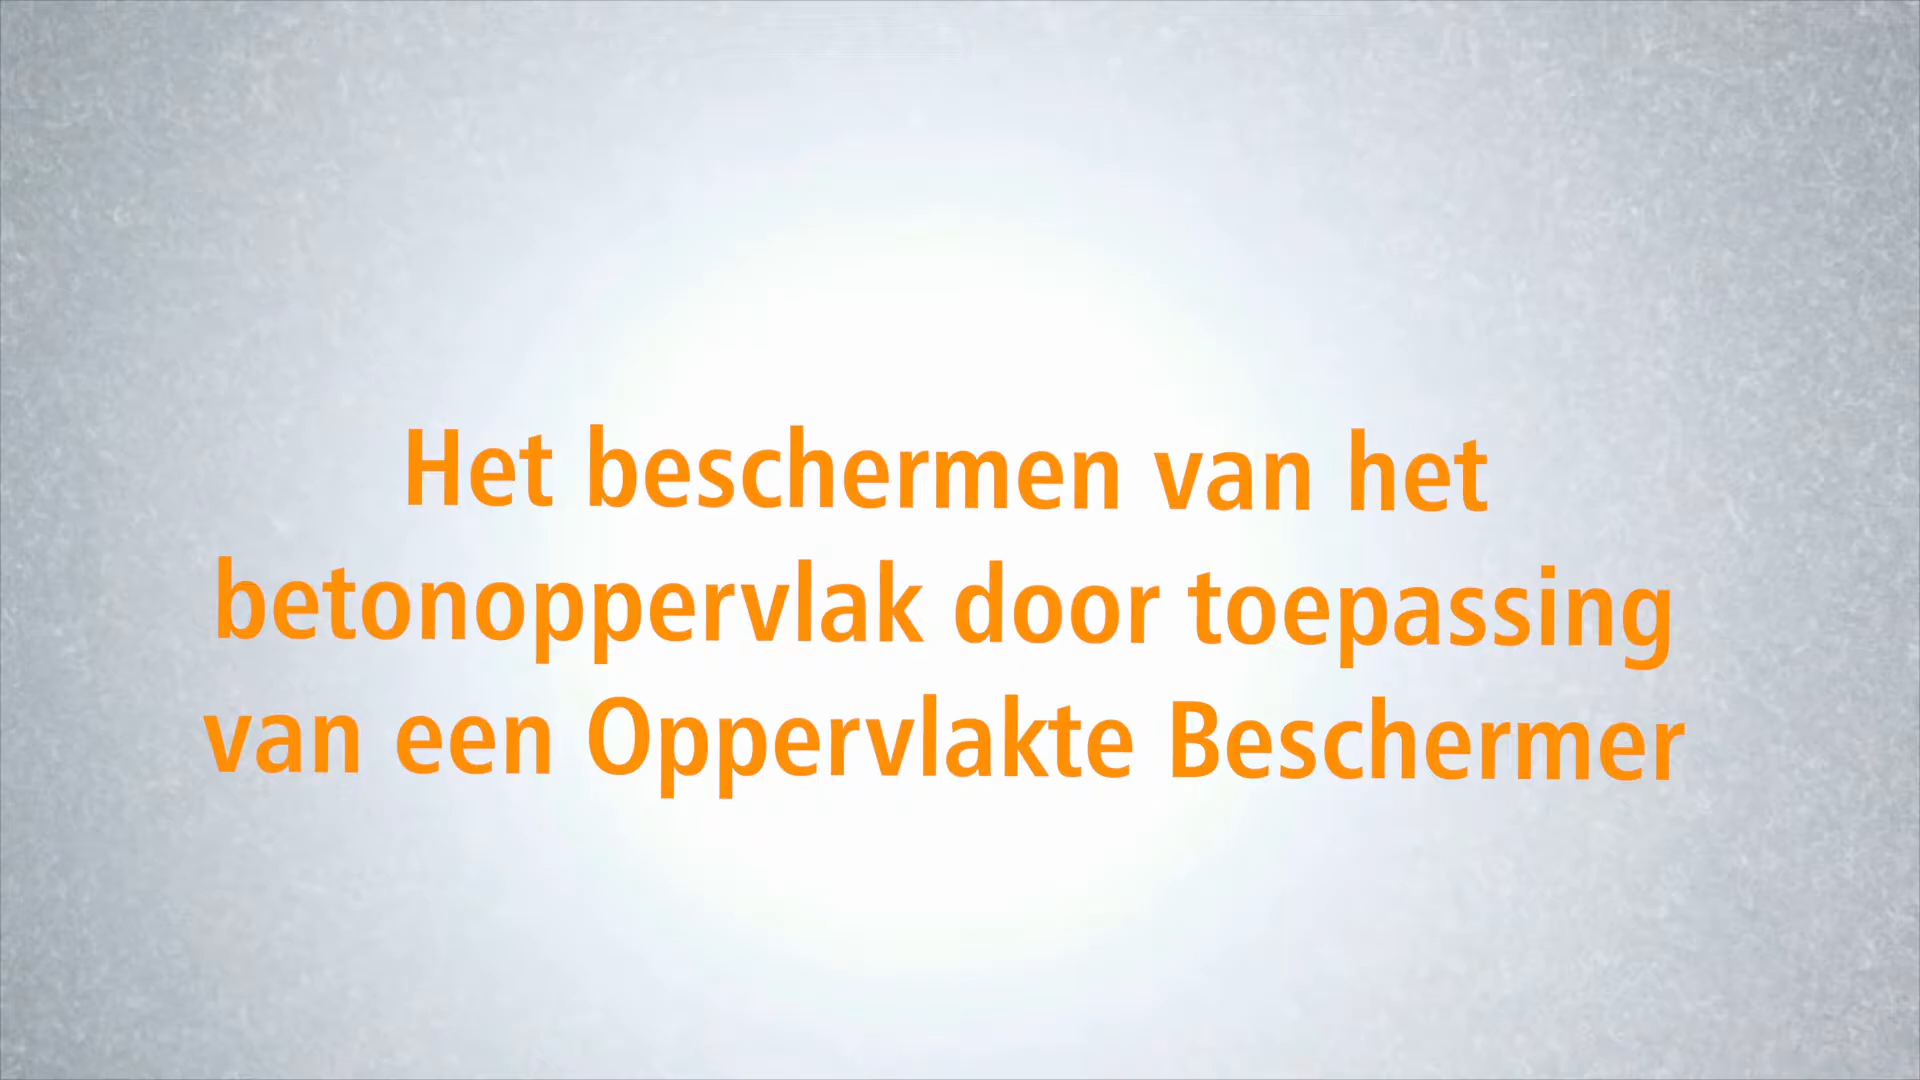 Het beschermen van het
betonoppervlak door toepassing
van een Oppervlakte Beschermer